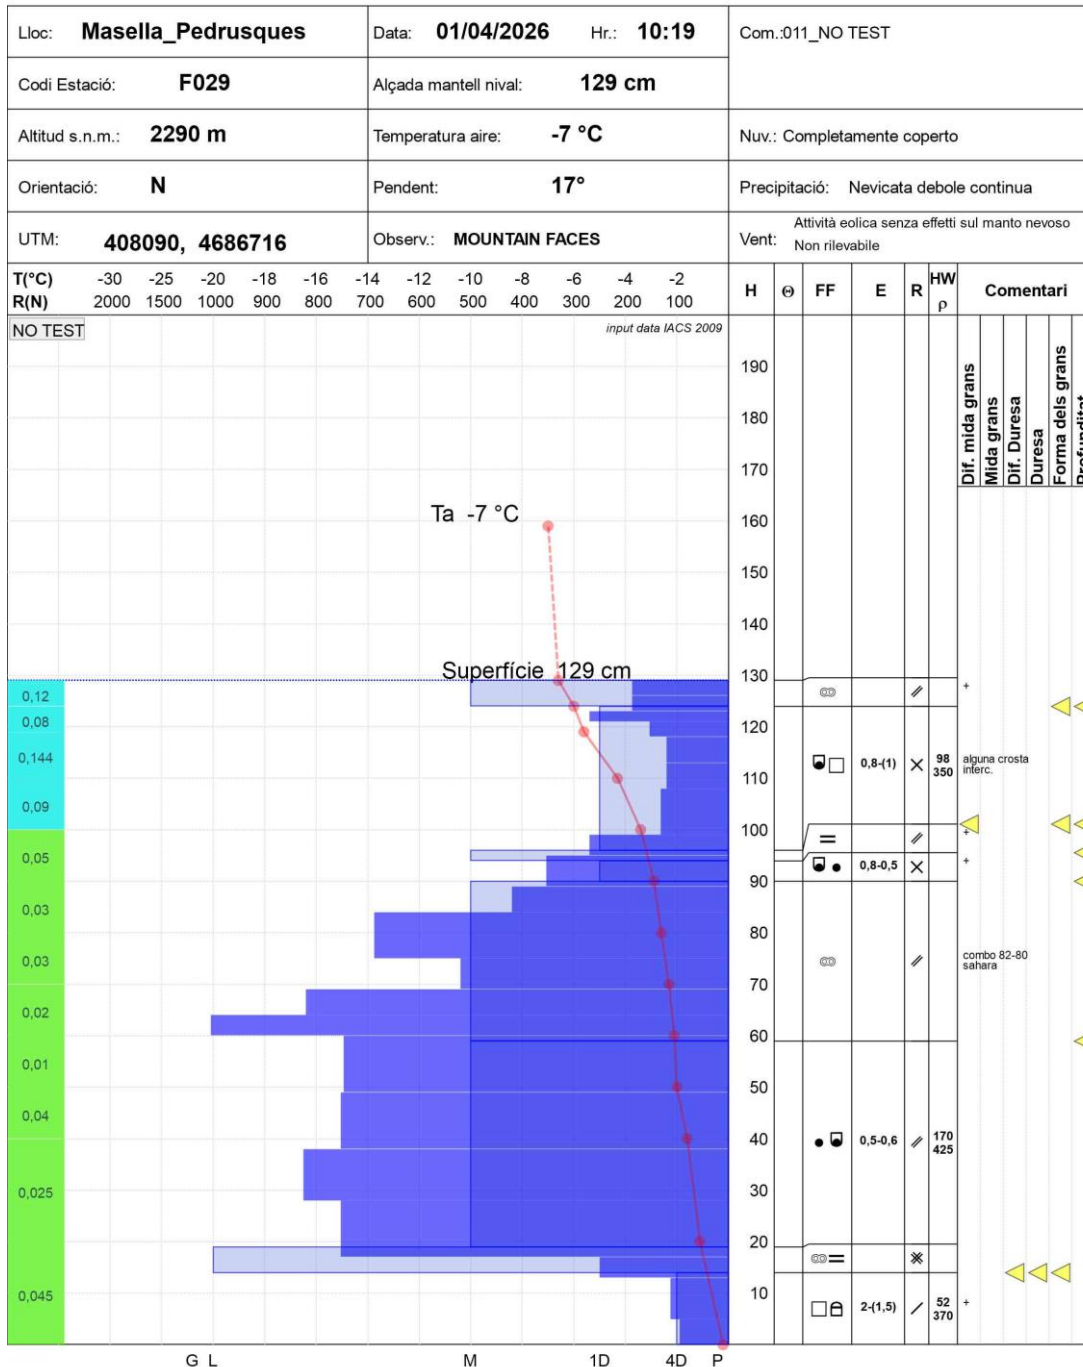 Lloc: Masella_Pedrusques Data: 01/04/2026 Hr.: 10:19 Com.:011_NO TEST
Codi Estació: F029 Alçada mantell nival: 129 cm
Altitud s.n.m.: 2290 m Temperatura aire: -7 °C Nuv.: Completamente coperto
Orientació: N Pendent: 17° Precipitació: Nevicata debole continua
UTM: 408090, 4686716 Observ.: MOUNTAIN FACES Vent: Attività eolica senza effetti sul manto nevoso
Non rilevabile
T(°C) -30 -25 -20 -18 -16 -14 -12 -10 -8 -6 -4 -2
R(N) 2000 1500 1000 900 800 700 600 500 400 300 200 100
H Θ FF E R HW ρ Comentari
NO TEST
input data IACS 2009
Dif. mida grans
Mida grans
Dif. Duresa
Duresa
Forma dels grans
Profunditat
190
180
170
Ta -7 °C 160
150
140
Superfície 129 cm 130
0,12 +
0,08 120
0,144 0,8-(1) 98 alguna crosta
350 interc.
110
0,09
100 +
0,05 0,8-0,5 +
90
0,03
80
0,03 combo 82-80
sahara
70
0,02
60
0,01
50
0,04 40 0,5-0,6 170
425
0,025 30
20
10
0,045 2-(1,5) 52 +
370
G L M 1D 4D P